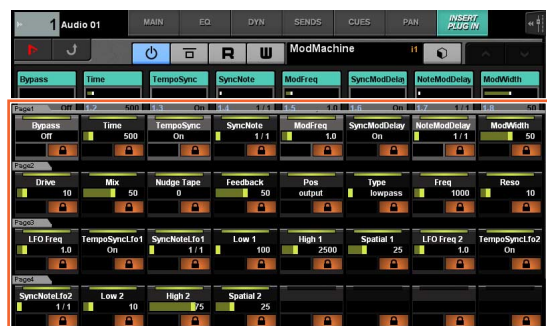 1 Audio 01 MAIN EQ DYN SENDS CUES PAN INSERT PLUG IN
R ModMachine i1
Bypass Time TempoSync SyncNote ModFreq SyncModDelay NoteModDelay ModWidth
Page1 Off 1.2 500 1.3 On 1.4 1/1 1.5 1.0 1.6 On 1.7 1/1 1.8 50
Bypass Time TempoSync SyncNote ModFreq SyncModDelay NoteModDelay ModWidth
Off 500 On 1/1 1.0 On 1/1 50
Page2
Drive Mix Nudge Tape Feedback Pos Type Freq Reso
10 50 0 50 output lowpass 1000 10
Page3
LFO Freq TempoSyncLfo1 SyncNoteLfo1 Low 1 High 1 Spatial 1 LFO Freq 2 TempoSyncLfo2
1.0 On 1/1 100 2500 25 1.0 On
Page4
SyncNoteLfo2 Low 2 High 2 Spatial 2
1/1 10 75 25